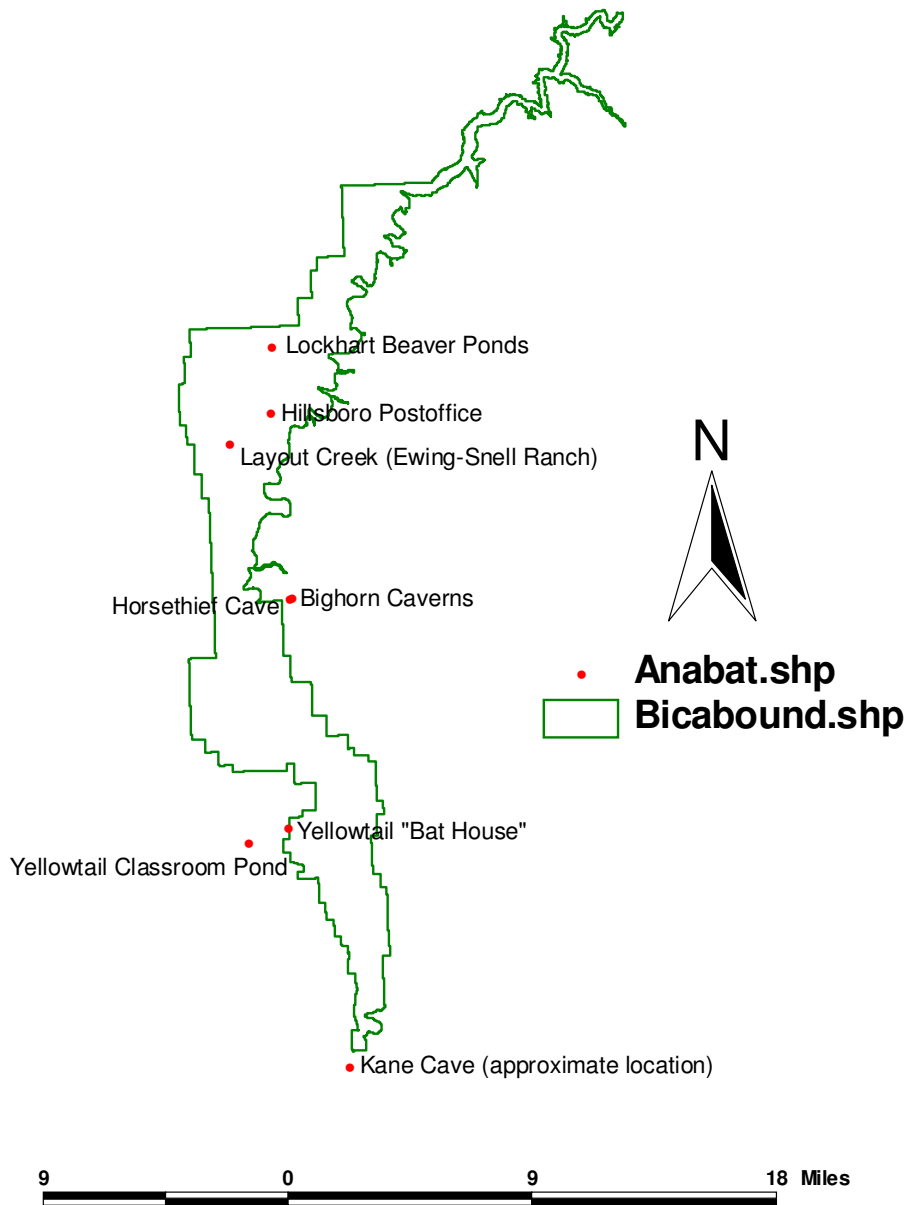 Lockhart Beaver Ponds
Hillsboro Postoffice
Layout Creek (Ewing-Snell Ranch)
N
Horsethief Cave
Bighorn Caverns
Anabat.shp
Bicabound.shp
Yellowtail "Bat House"
Yellowtail Classroom Pond
Kane Cave (approximate location)
9 0 9 18 Miles